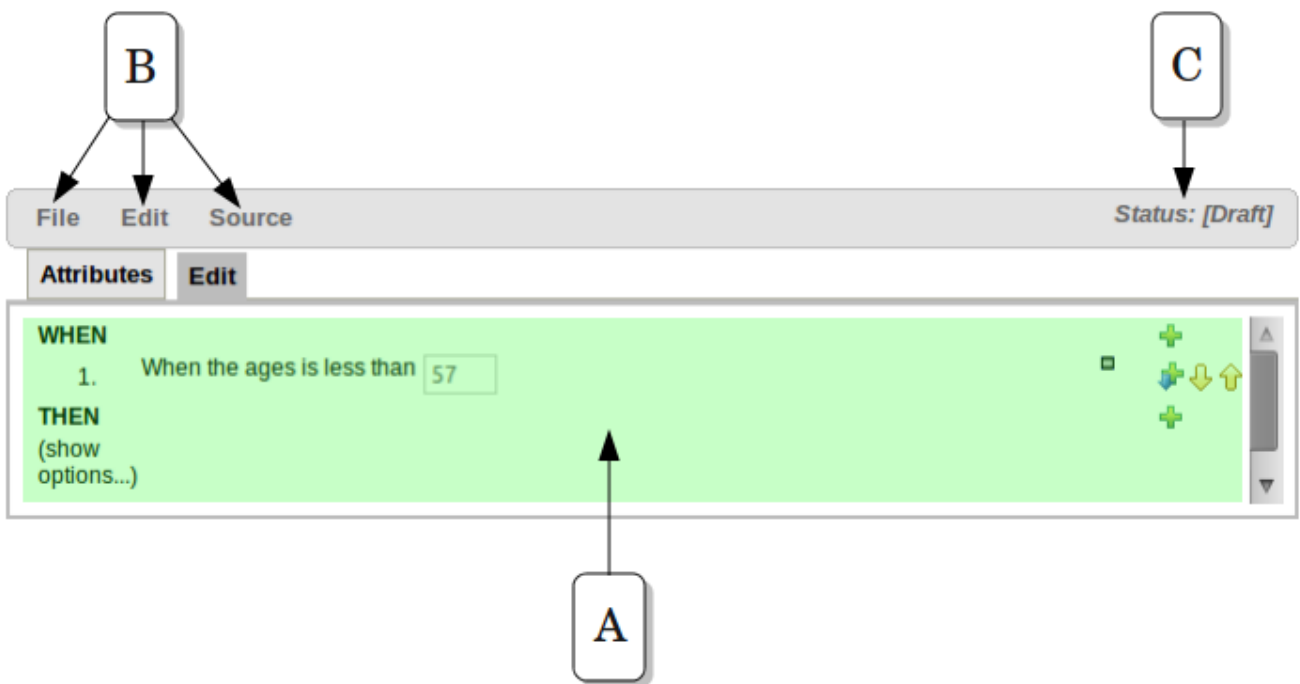 B
C
File Edit Source Status: [Draft]
Attributes Edit
WHEN
1. When the ages is less than 57
THEN
(show
options...)
A